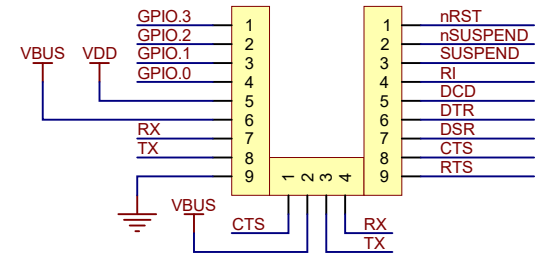 GPIO.3 1 1 nRST
GPIO.2 2 2 nSUSPEND
VBUS VDD GPIO.1 3 3 SUSPEND
GPIO.0 4 4 RI
5 5 DCD
6 6 DTR
RX 7 7 DSR
TX 8 8 CTS
9 9 RTS
1 2 3 4
VBUS
CTS RX
TX